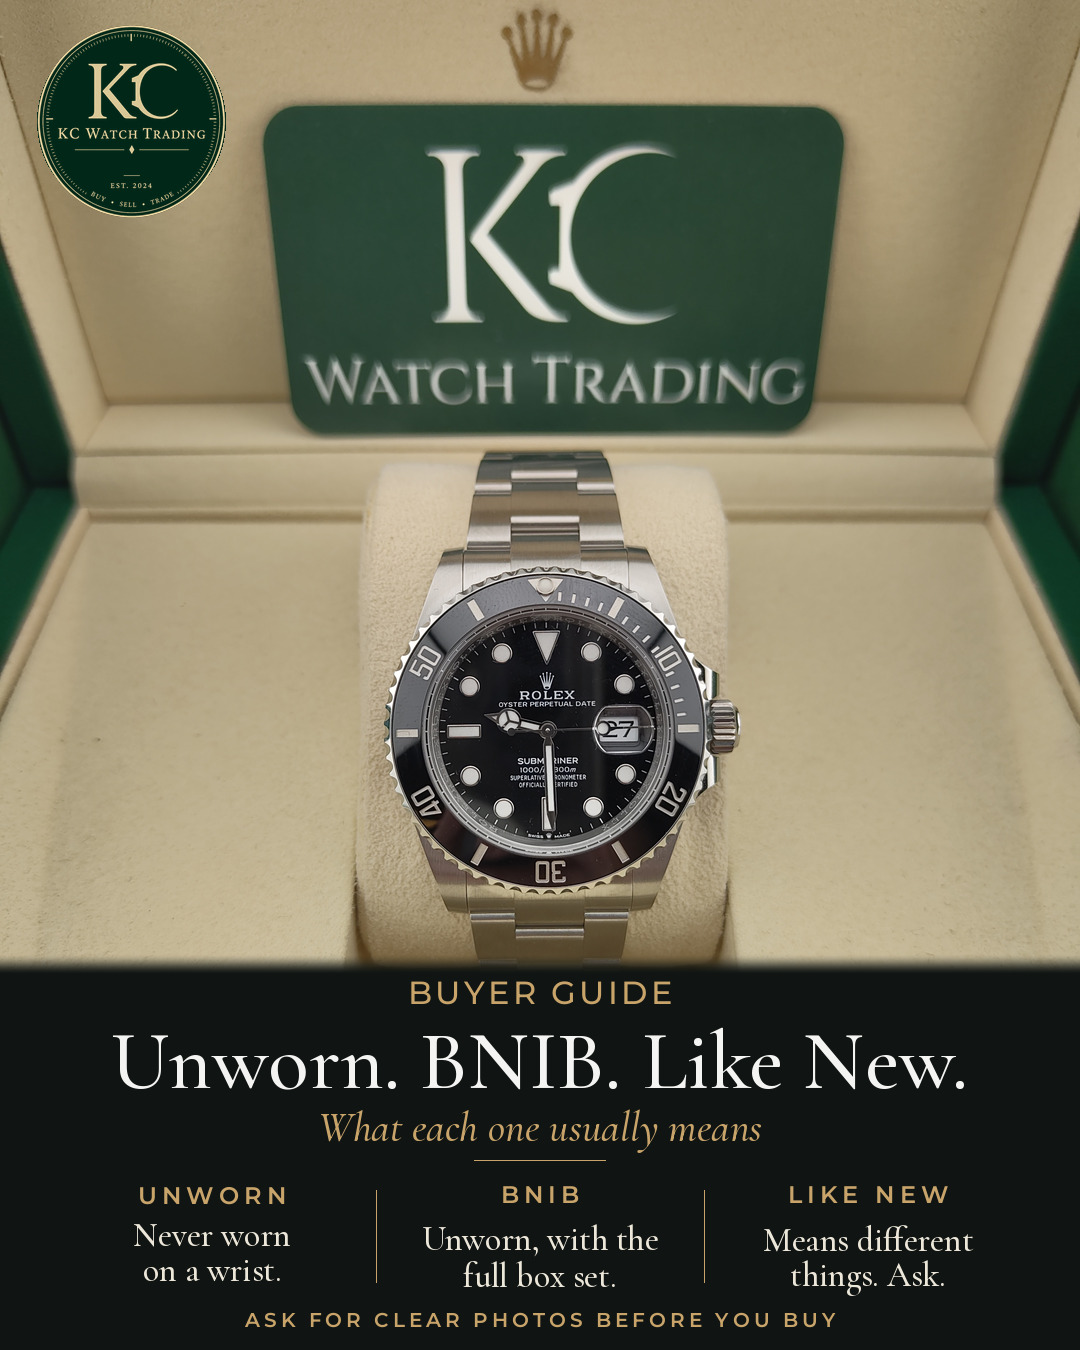 KC
KC WATCH TRADING
EST. 2024
BUY • SELL • TRADE
KC
WATCH TRADING
50
10
ROLEX
OYSTER PERPETUAL DATE
27
SUBMARINER
SUPERLATIVE CHRONOMETER
OFFICIALLY CERTIFIED
40
20
SWISS MADE
30
BUYER GUIDE
Unworn. BNIB. Like New.
What each one usually means
UNWORN
Never worn
on a wrist.
BNIB
Unworn, with the
full box set.
LIKE NEW
Means different
things. Ask.
ASK FOR CLEAR PHOTOS BEFORE YOU BUY